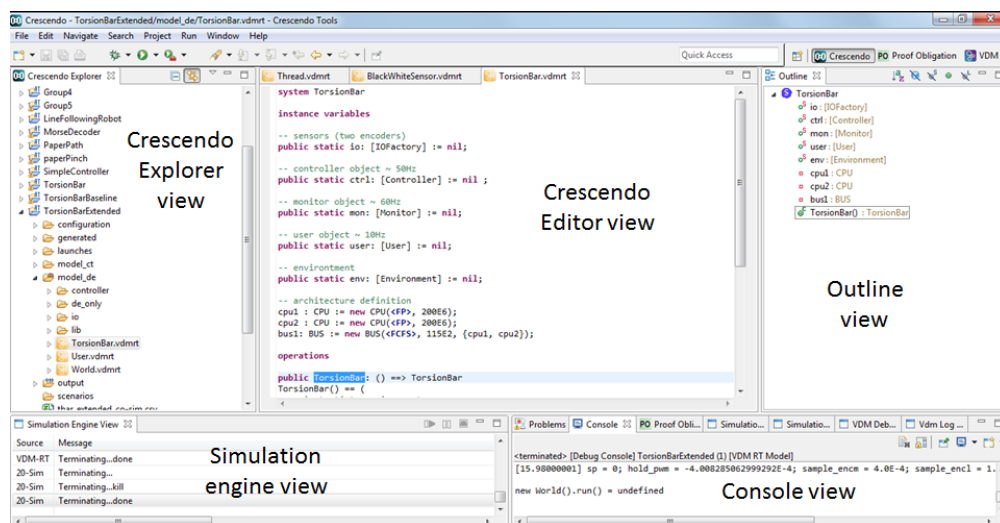 Crescendo - TorsionBarExtended/model_de/TorsionBar.vdmrt - Crescendo Tools
File Edit Navigate Search Project Run Window Help
Quick Access
Crescendo PO Proof Obligation VDM
Crescendo Explorer
Group4
Group5
LineFollowingRobot
MorseDecoder
PaperPath
paperPinch
SimpleController
TorsionBar
TorsionBarBaseline
TorsionBarExtended
configuration
generated
launches
model_ct
model_de
controller
de_only
io
lib
TorsionBar.vdmrt
User.vdmrt
World.vdmrt
output
scenarios
Crescendo
Explorer
view
Thread.vdmrt BlackWhiteSensor.vdmrt TorsionBar.vdmrt
system TorsionBar
instance variables
-- sensors (two encoders)
public static io: [IOFactory] := nil;
-- controller object ~ 50Hz
public static ctrl: [Controller] := nil ;
-- monitor object ~ 60Hz
public static mon: [Monitor] := nil;
-- user object ~ 10Hz
public static user: [User] := nil;
-- environtment
public static env: [Environment] := nil;
-- architecture definition
cpu1 : CPU := new CPU(<FP>, 200E6);
cpu2 : CPU := new CPU(<FP>, 200E6);
bus1: BUS := new BUS(<FCFS>, 115E2, {cpu1, cpu2});
operations
public TorsionBar: () ==> TorsionBar
TorsionBar() == (
Crescendo
Editor view
Outline
TorsionBar
io : [IOFactory]
ctrl : [Controller]
mon : [Monitor]
user : [User]
env : [Environment]
cpu1 : CPU
cpu2 : CPU
bus1 : BUS
TorsionBar() : TorsionBar
Outline
view
Simulation Engine View
Source Message
VDM-RT Terminating...done
20-Sim Terminating...done
20-Sim Terminating...kill
20-Sim Terminating...done
Simulation
engine view
Problems Console PO Proof Obli... Simulatio... Simulatio... VDM Deb... Vdm Log ...
<terminated> [Debug Console] TorsionBarExtended (1) [VDM RT Model]
[15.98000001] sp = 0; hold_pwm = -4.008285062999292E-4; sample_encm = 4.0E-4; sample_encl = 1.
new World().run() = undefined
Console view